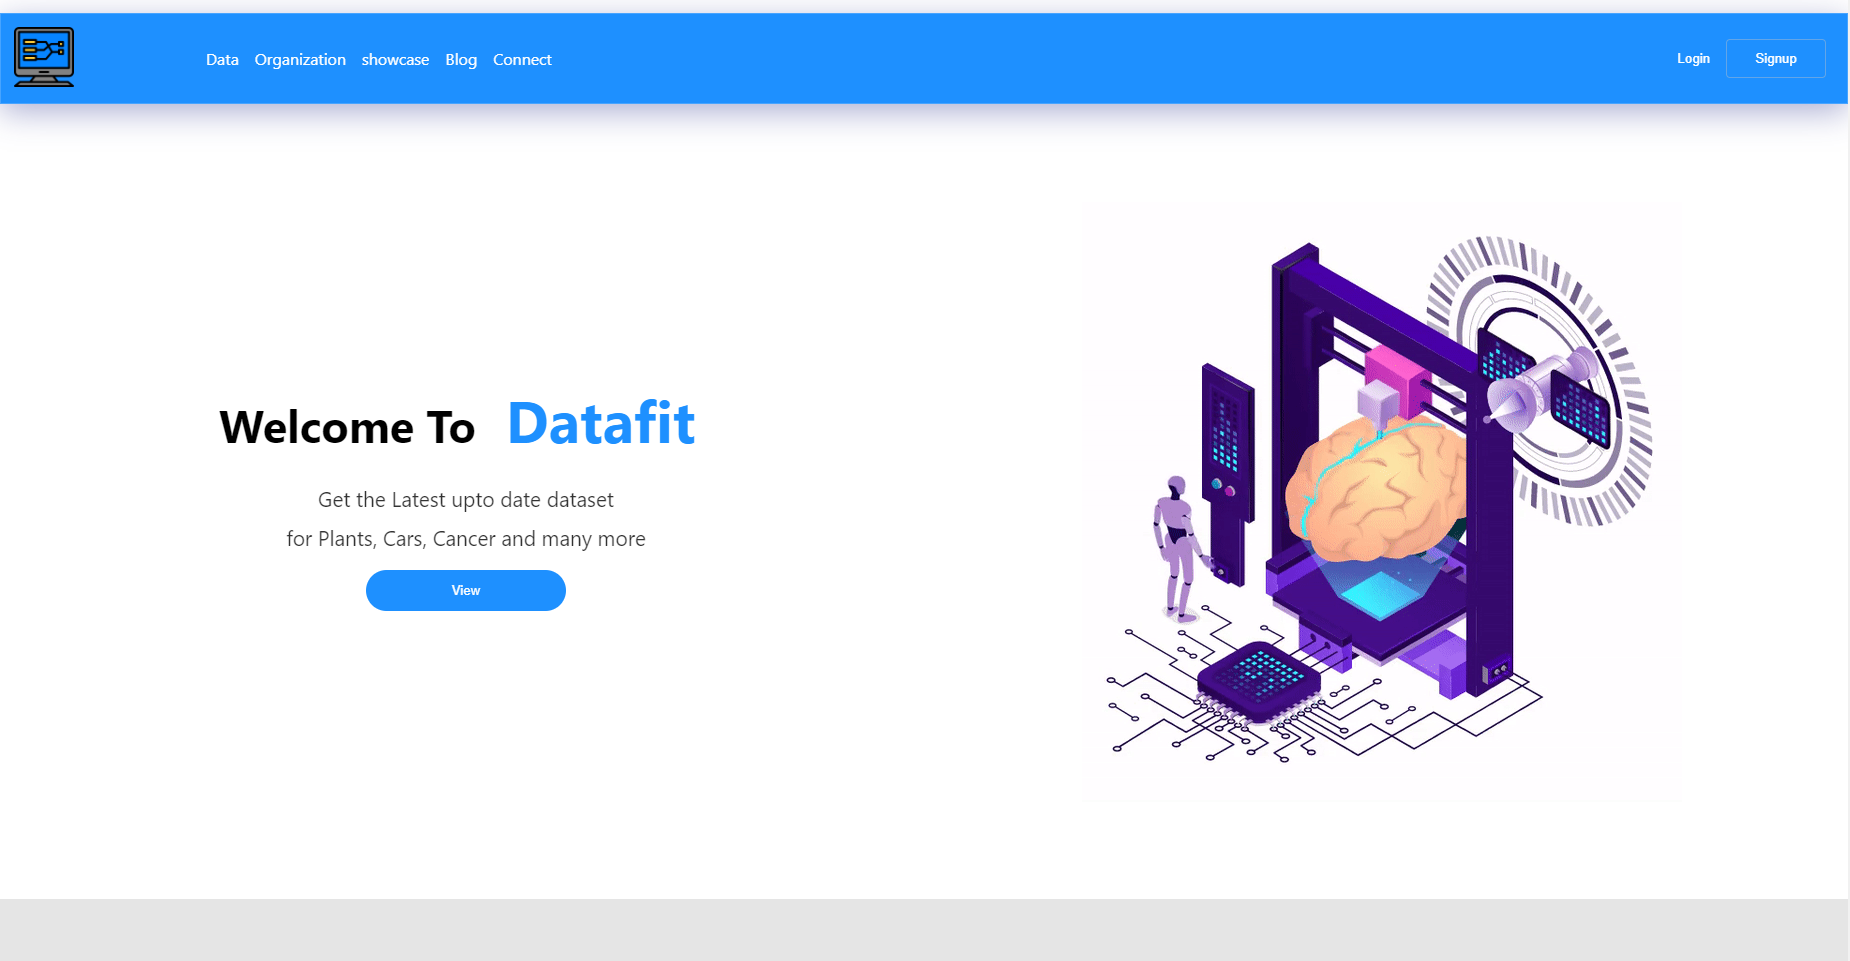 Data Organization showcase Blog Connect Login Signup
Welcome To Datafit
Get the Latest upto date dataset
for Plants, Cars, Cancer and many more
View